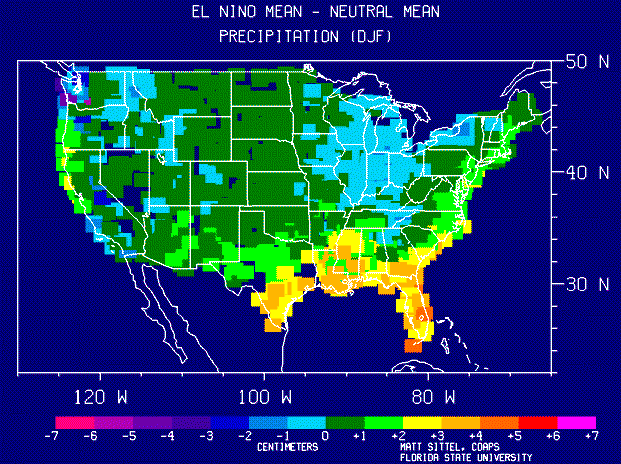 EL NINO MEAN - NEUTRAL MEAN
PRECIPITATION (DJF)
50 N
40 N
30 N
120 W 100 W 80 W
-7 -6 -5 -4 -3 -2 -1 0 +1 +2 +3 +4 +5 +6 +7
CENTIMETERS
MATT SITTEL, COAPS
FLORIDA STATE UNIVERSITY